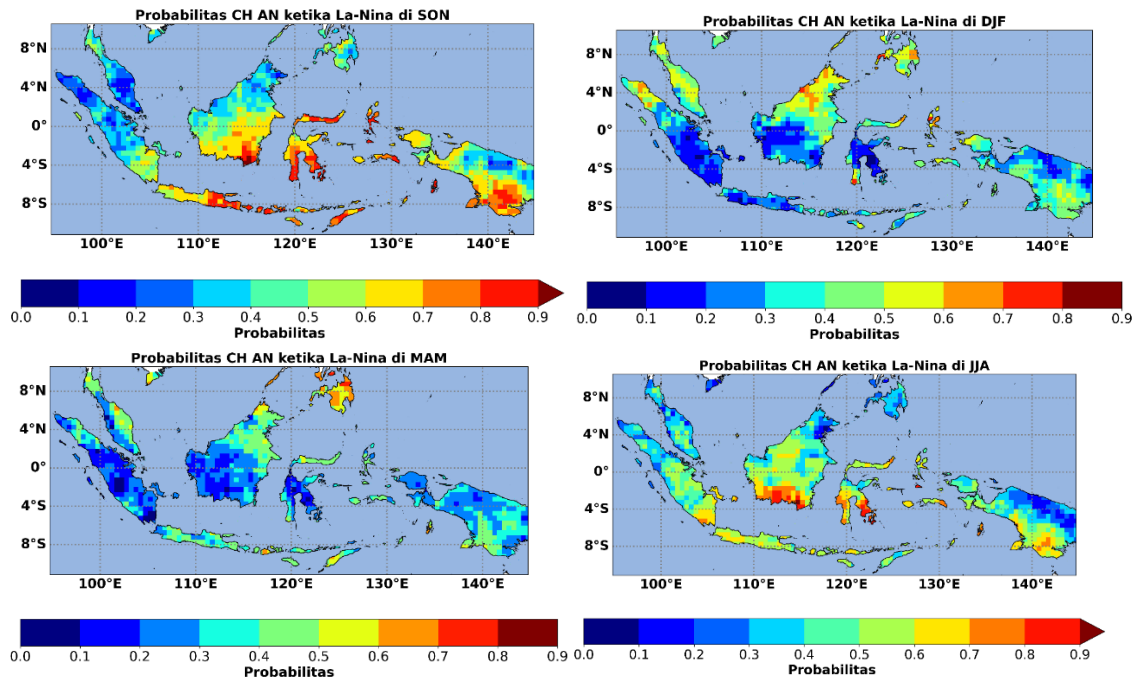 Probabilitas CH AN ketika La-Nina di SON
8°N
4°N
0°
4°S
8°S
100°E 110°E 120°E 130°E 140°E
0.0 0.1 0.2 0.3 0.4 0.5 0.6 0.7 0.8 0.9
Probabilitas
Probabilitas CH AN ketika La-Nina di DJF
8°N
4°N
0°
4°S
8°S
100°E 110°E 120°E 130°E 140°E
0.0 0.1 0.2 0.3 0.4 0.5 0.6 0.7 0.8 0.9
Probabilitas
Probabilitas CH AN ketika La-Nina di MAM
8°N
4°N
0°
4°S
8°S
100°E 110°E 120°E 130°E 140°E
0.0 0.1 0.2 0.3 0.4 0.5 0.6 0.7 0.8 0.9
Probabilitas
Probabilitas CH AN ketika La-Nina di JJA
8°N
4°N
0°
4°S
8°S
100°E 110°E 120°E 130°E 140°E
0.0 0.1 0.2 0.3 0.4 0.5 0.6 0.7 0.8 0.9
Probabilitas